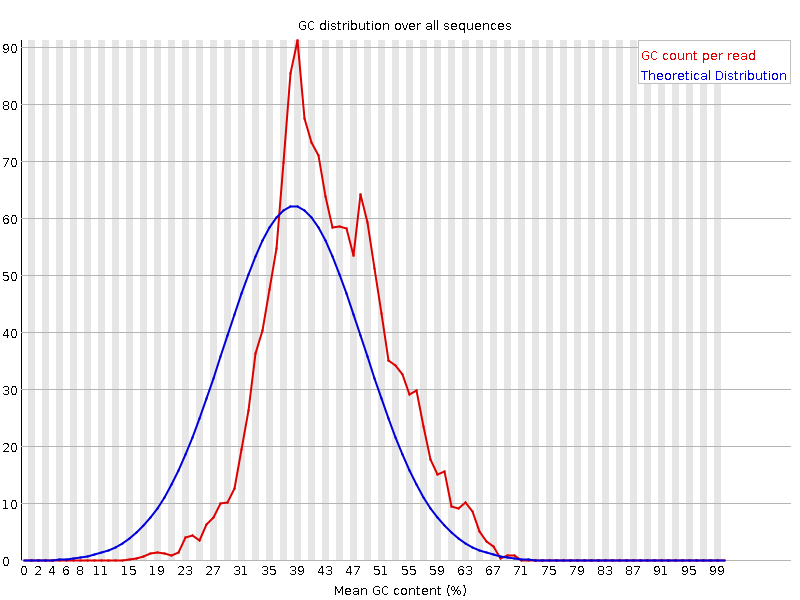 GC distribution over all sequences
GC count per read
Theoretical Distribution
90
80
70
60
50
40
30
20
10
0
0 2 4 6 8 11 15 19 23 27 31 35 39 43 47 51 55 59 63 67 71 75 79 83 87 91 95 99
Mean GC content (%)